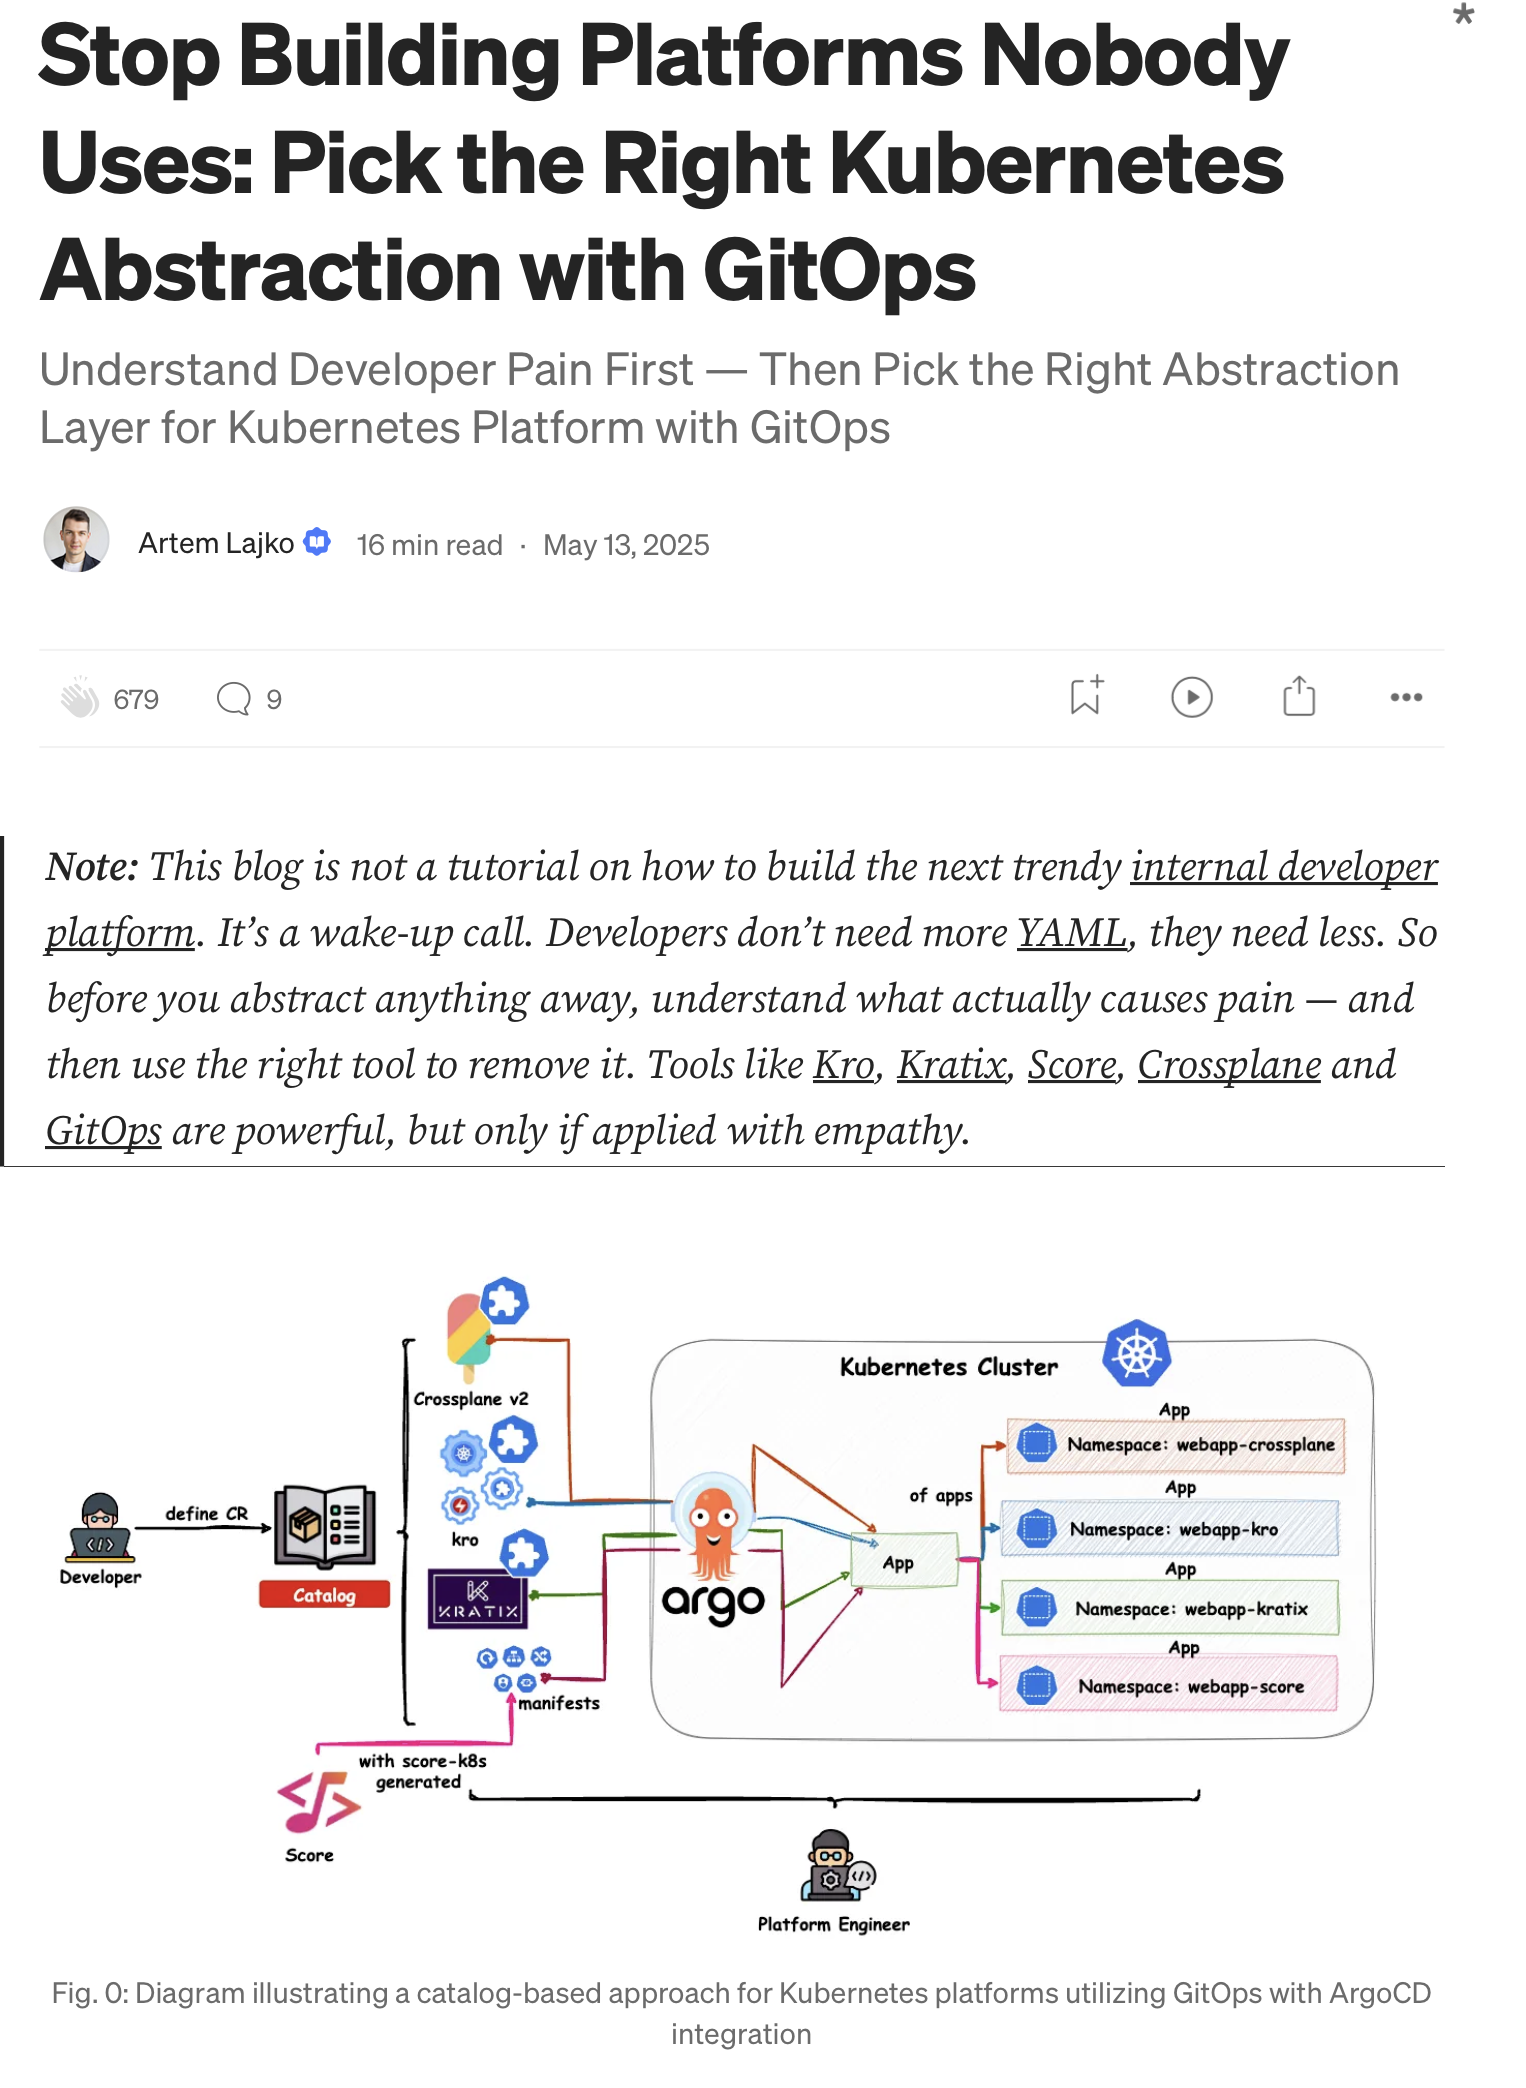 *
Stop Building Platforms Nobody
Uses: Pick the Right Kubernetes
Abstraction with GitOps
Understand Developer Pain First — Then Pick the Right Abstraction
Layer for Kubernetes Platform with GitOps
Artem Lajko 16 min read · May 13, 2025
679 9
Note: This blog is not a tutorial on how to build the next trendy internal developer
platform. It’s a wake-up call. Developers don’t need more YAML, they need less. So
before you abstract anything away, understand what actually causes pain — and
then use the right tool to remove it. Tools like Kro, Kratix, Score, Crossplane and
GitOps are powerful, but only if applied with empathy.
Crossplane v2
kro
KRATIX
manifests
define CR
Developer
Catalog
with score-k8s
generated
Score
Kubernetes Cluster
argo
App
of apps
App
Namespace: webapp-crossplane
App
Namespace: webapp-kro
App
Namespace: webapp-kratix
App
Namespace: webapp-score
Platform Engineer
Fig. 0: Diagram illustrating a catalog-based approach for Kubernetes platforms utilizing GitOps with ArgoCD
integration